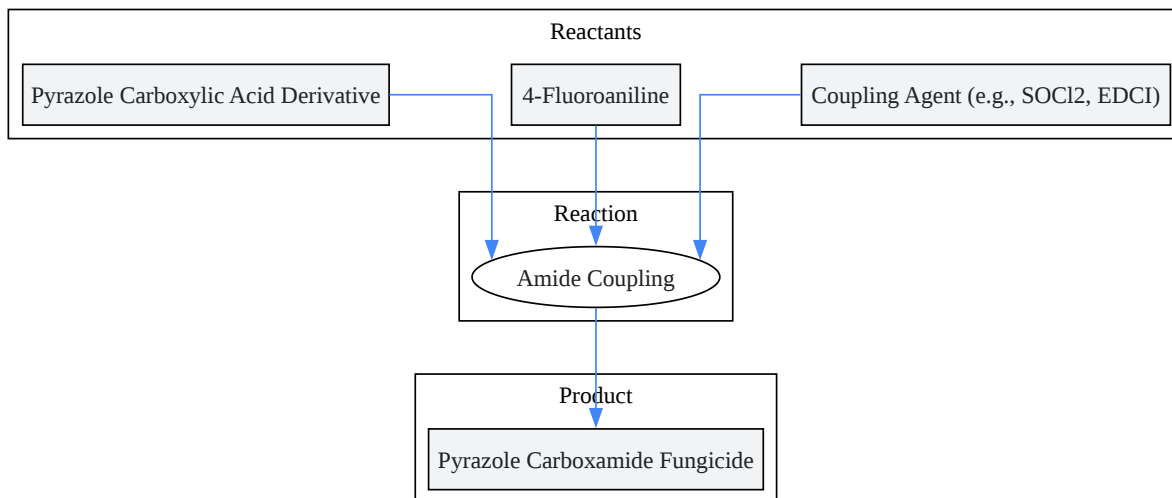 Reactants
Pyrazole Carboxylic Acid Derivative
4-Fluoroaniline
Coupling Agent (e.g., SOCl2, EDCI)
Reaction
Amide Coupling
Product
Pyrazole Carboxamide Fungicide